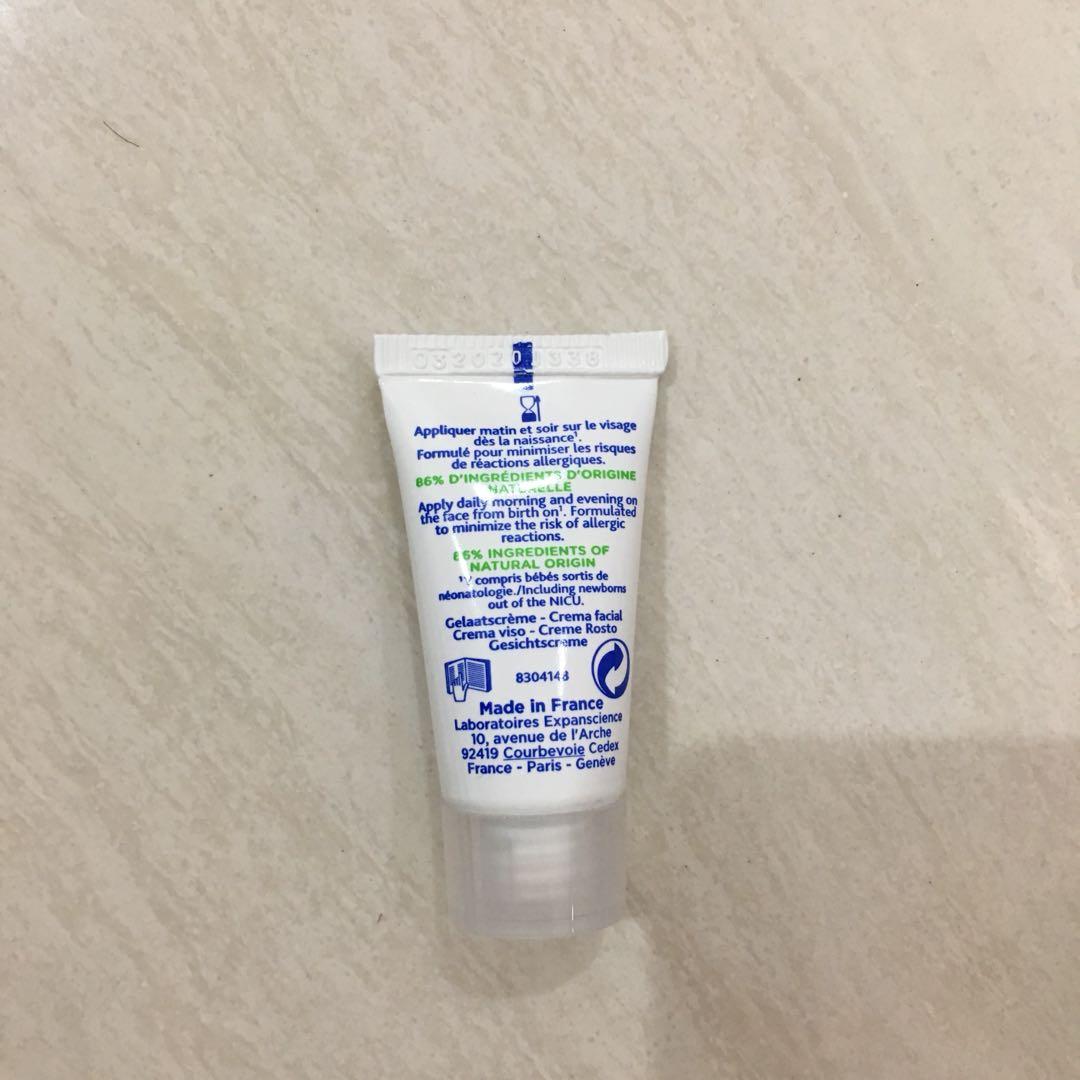 Appliquer matin et soir sur le visage
dès la naissance¹.
Formulé pour minimiser les risques
de réactions allergiques.
86% D'INGRÉDIENTS D'ORIGINE
NATURELLE
Apply daily morning and evening on
the face from birth on¹. Formulated
to minimize the risk of allergic
reactions.
86% INGREDIENTS OF
NATURAL ORIGIN
¹Y compris bébés sortis de
néonatologie./Including newborns
out of the NICU.
Gelaatscrème - Crema facial
Crema viso - Creme Rosto
Gesichtscreme
8304148
Made in France
Laboratoires Expanscience
10, avenue de l'Arche
92419 Courbevoie Cedex
France - Paris - Genève